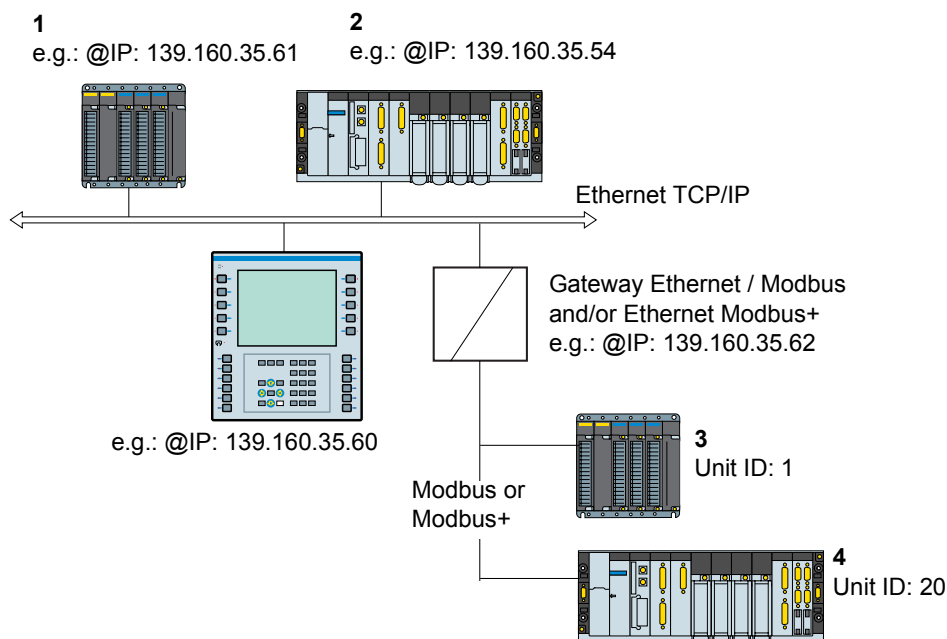 1
e.g.: @IP: 139.160.35.61
2
e.g.: @IP: 139.160.35.54
Ethernet TCP/IP
Gateway Ethernet / Modbus
and/or Ethernet Modbus+
e.g.: @IP: 139.160.35.62
e.g.: @IP: 139.160.35.60
3
Unit ID: 1
Modbus or
Modbus+
4
Unit ID: 20